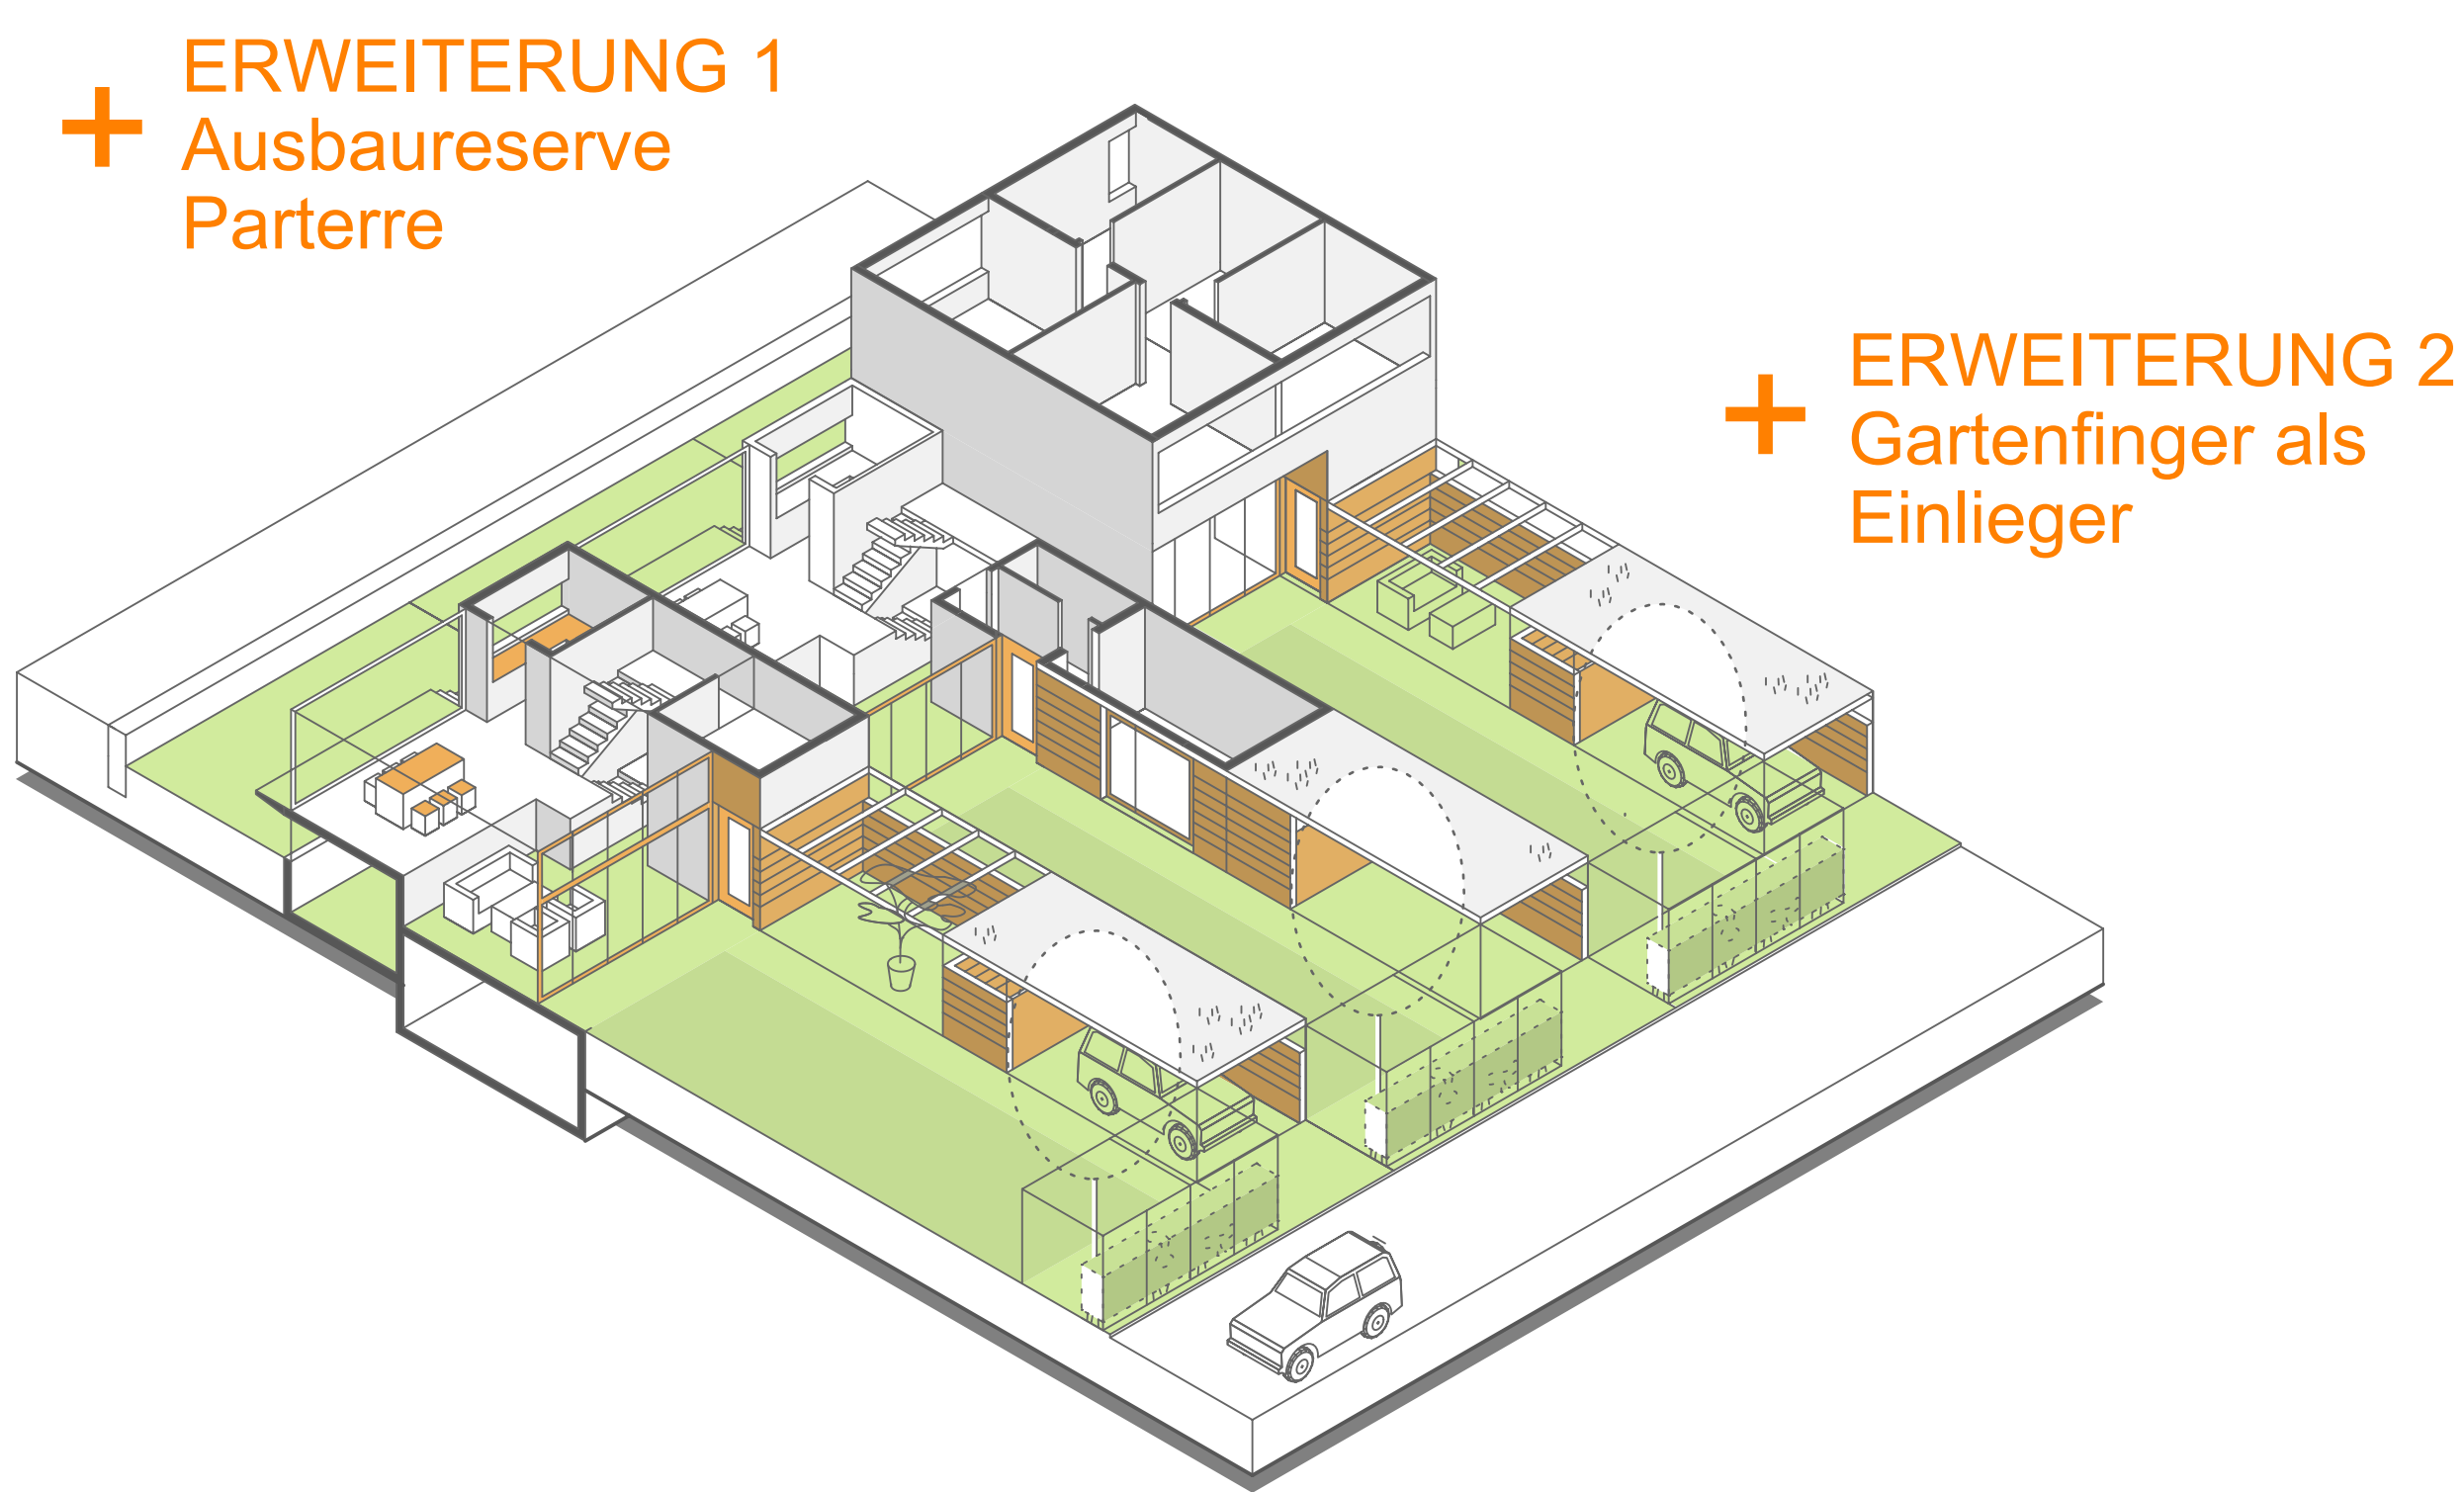 + ERWEITERUNG 1
Ausbaureserve
Parterre
+ ERWEITERUNG 2
Gartenfinger als
Einlieger